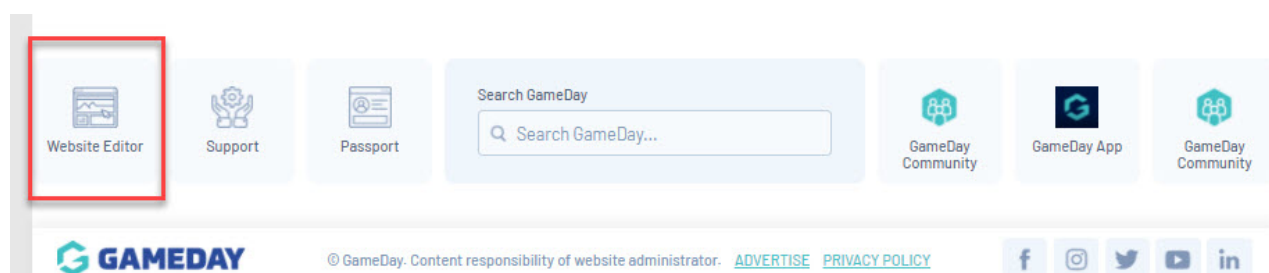 Search GameDay
Search GameDay...
Website Editor
Support
Passport
GameDay
Community
GameDay App
GameDay
Community
GAMEDAY
© GameDay. Content responsibility of website administrator. ADVERTISE PRIVACY POLICY
f
in